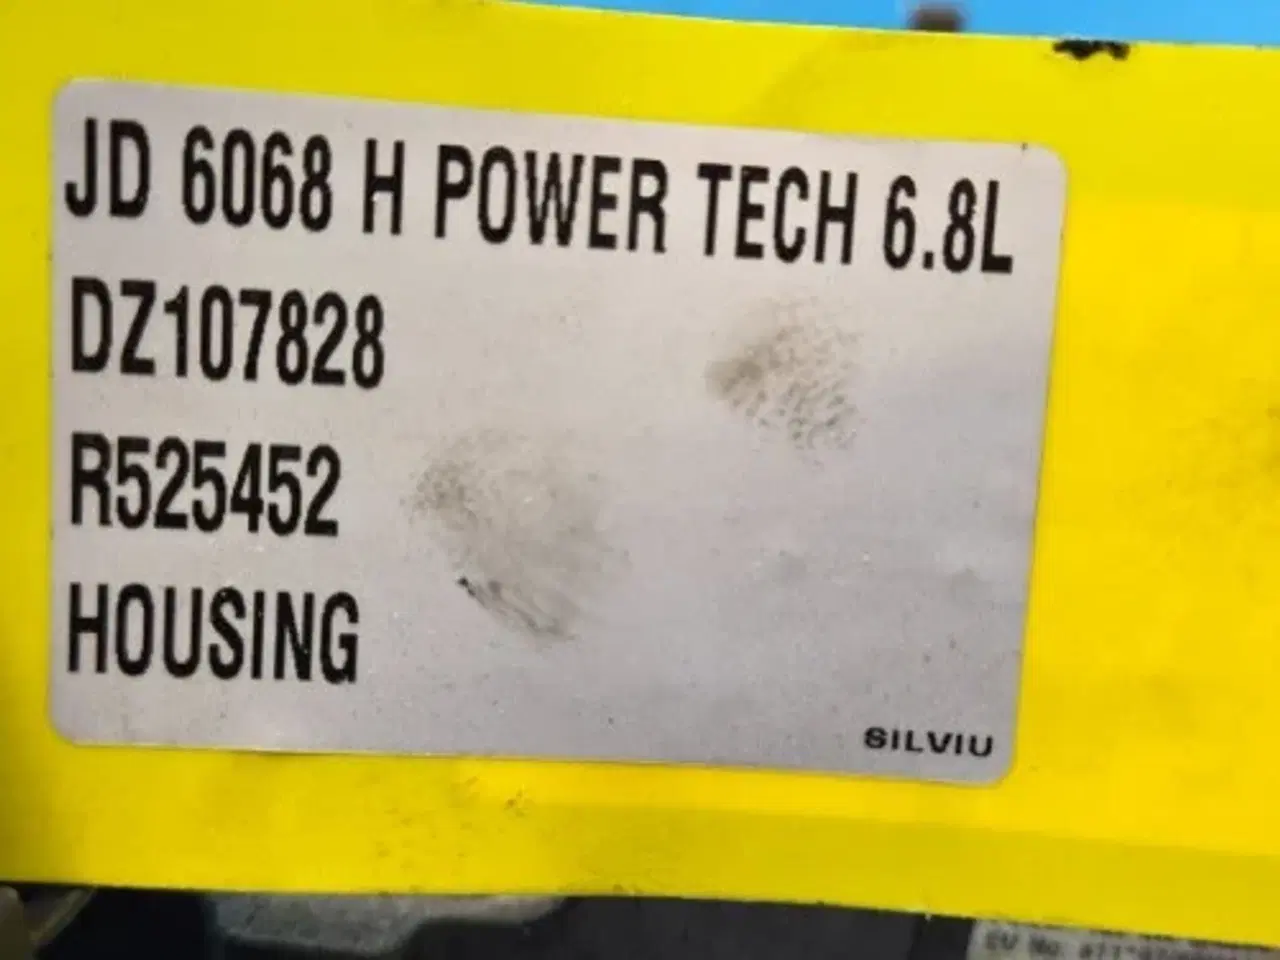 JD 6068 H POWER TECH 6.8L
DZ107828
R525452
HOUSING
SILVIU